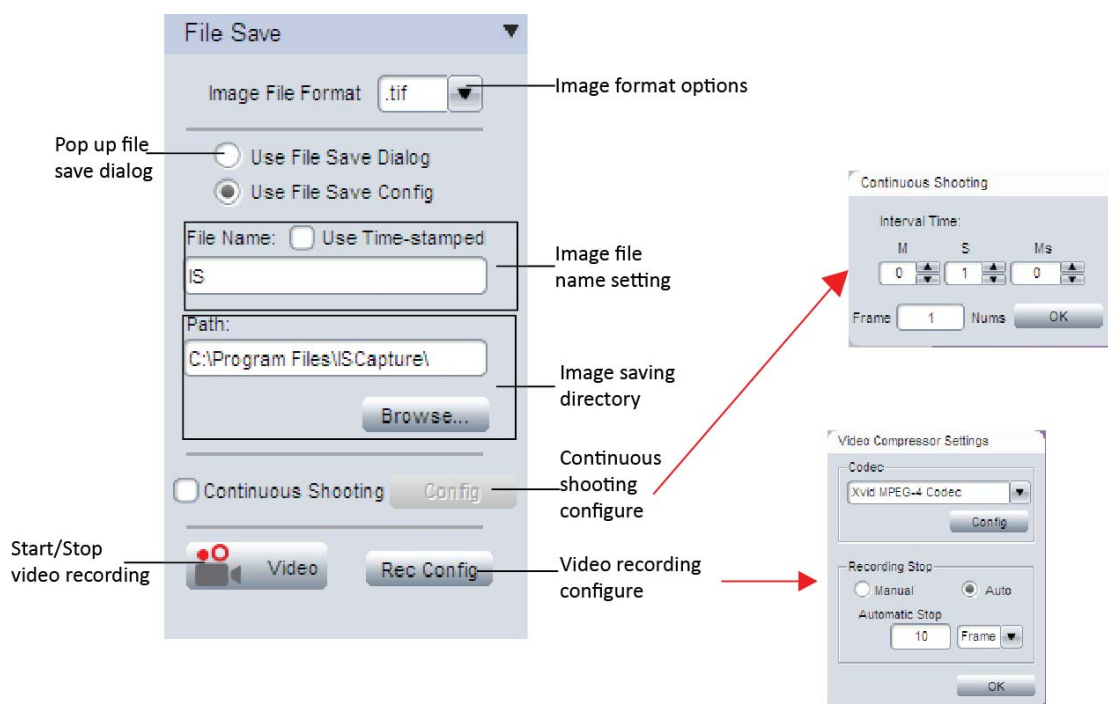 File Save
Image File Format .tif
Image format options
Pop up file
save dialog
Use File Save Dialog
Use File Save Config
File Name: Use Time-stamped
IS
Image file
name setting
Path:
C:\Program Files\ISCapture\
Browse...
Image saving
directory
Continuous Shooting Config
Continuous
shooting
configure
Start/Stop
video recording
Video
Rec Config
Video recording
configure
Continuous Shooting
Interval Time:
M S Ms
0 1 0
Frame 1 Nums OK
Video Compressor Settings
Codec
Xvid MPEG-4 Codec
Config
Recording Stop
Manual Auto
Automatic Stop
10 Frame
OK